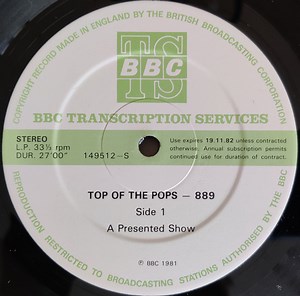 COPYRIGHT RECORD MADE IN ENGLAND BY THE BRITISH BROADCASTING CORPORATION
TS
BBC
BBC TRANSCRIPTION SERVICES
STEREO
L.P. 33⅓ rpm
DUR. 27'00" 149512-S
Use expires 19.11.82 unless contracted
otherwise. Annual subscription permits
continued use for duration of contract.
TOP OF THE POPS — 889
Side 1
A Presented Show
℗ BBC 1981
REPRODUCTION RESTRICTED TO BROADCASTING STATIONS AUTHORISED BY THE BBC